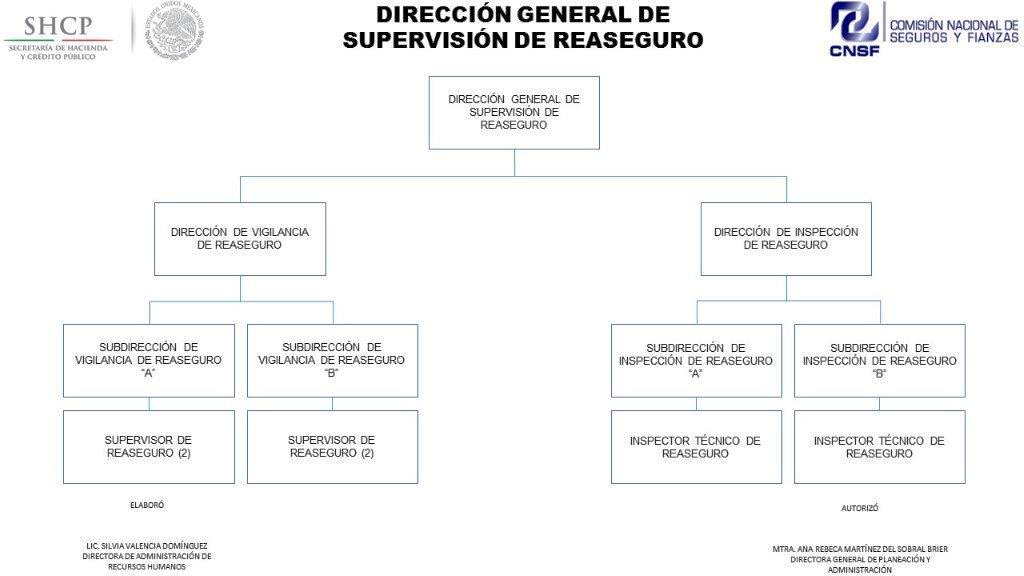 SHCP
SECRETARÍA DE HACIENDA
Y CRÉDITO PÚBLICO
ESTADOS UNIDOS MEXICANOS
DIRECCIÓN GENERAL DE
SUPERVISIÓN DE REASEGURO
CNSF
COMISIÓN NACIONAL DE
SEGUROS Y FIANZAS
DIRECCIÓN GENERAL DE
SUPERVISIÓN DE
REASEGURO
DIRECCIÓN DE VIGILANCIA
DE REASEGURO
DIRECCIÓN DE INSPECCIÓN
DE REASEGURO
SUBDIRECCIÓN DE
VIGILANCIA DE REASEGURO
“A”
SUBDIRECCIÓN DE
VIGILANCIA DE REASEGURO
“B”
SUBDIRECCIÓN DE
INSPECCIÓN DE REASEGURO
“A”
SUBDIRECCIÓN DE
INSPECCIÓN DE REASEGURO
“B”
SUPERVISOR DE
REASEGURO (2)
SUPERVISOR DE
REASEGURO (2)
INSPECTOR TÉCNICO DE
REASEGURO
INSPECTOR TÉCNICO DE
REASEGURO
ELABORÓ
LIC. SILVIA VALENCIA DOMÍNGUEZ
DIRECTORA DE ADMINISTRACIÓN DE
RECURSOS HUMANOS
AUTORIZÓ
MTRA. ANA REBECA MARTÍNEZ DEL SOBRAL BRIER
DIRECTORA GENERAL DE PLANEACIÓN Y
ADMINISTRACIÓN